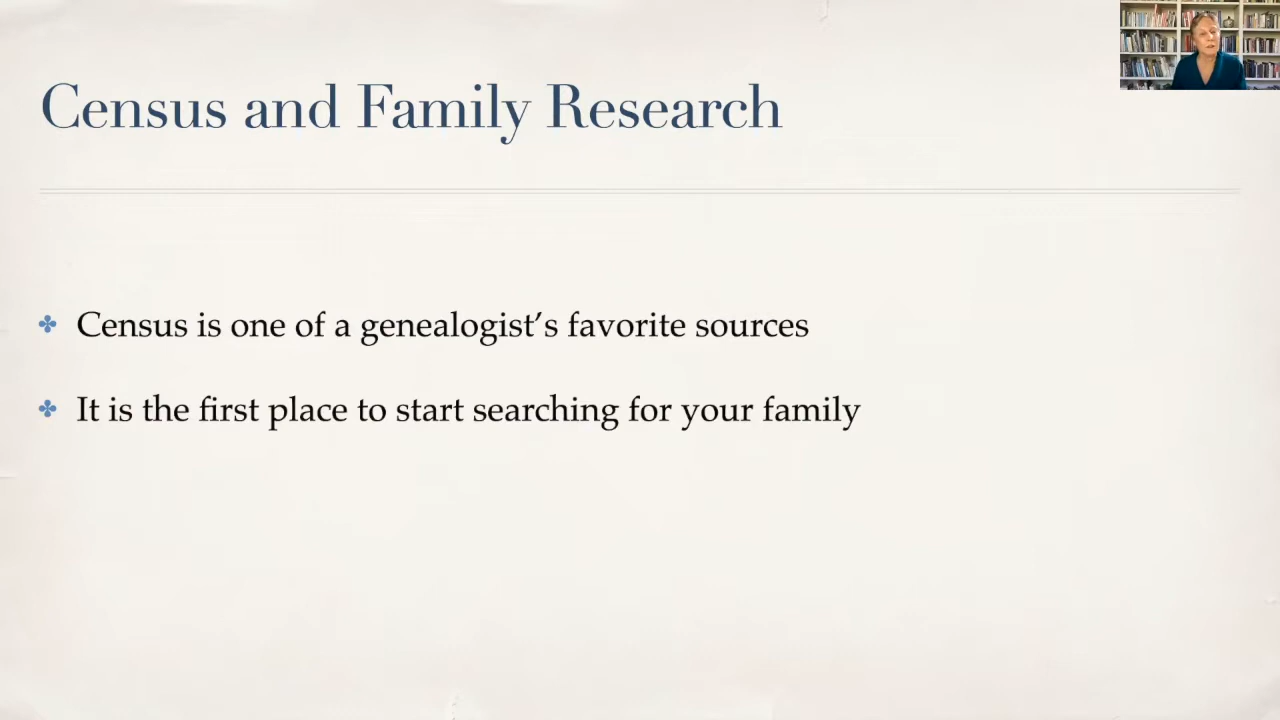 Census and Family Research
Census is one of a genealogist’s favorite sources
It is the first place to start searching for your family